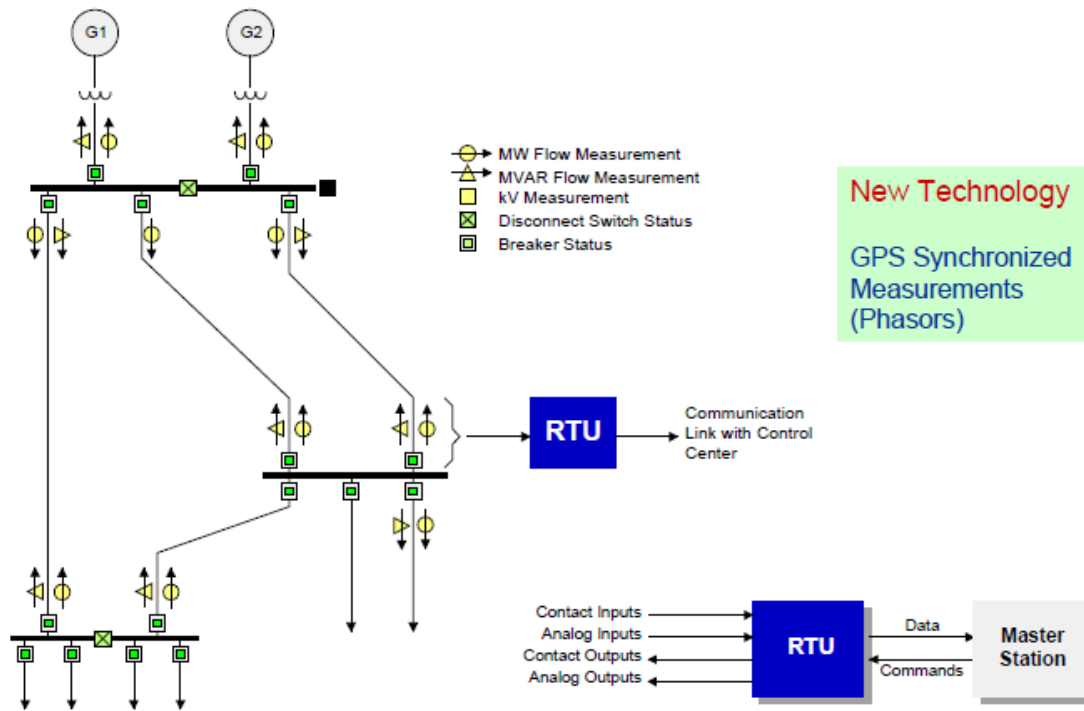 G1
G2
MW Flow Measurement
MVAR Flow Measurement
kV Measurement
Disconnect Switch Status
Breaker Status
New Technology
GPS Synchronized
Measurements
(Phasors)
RTU
Communication
Link with Control
Center
Contact Inputs
Analog Inputs
Contact Outputs
Analog Outputs
RTU
Data
Commands
Master
Station